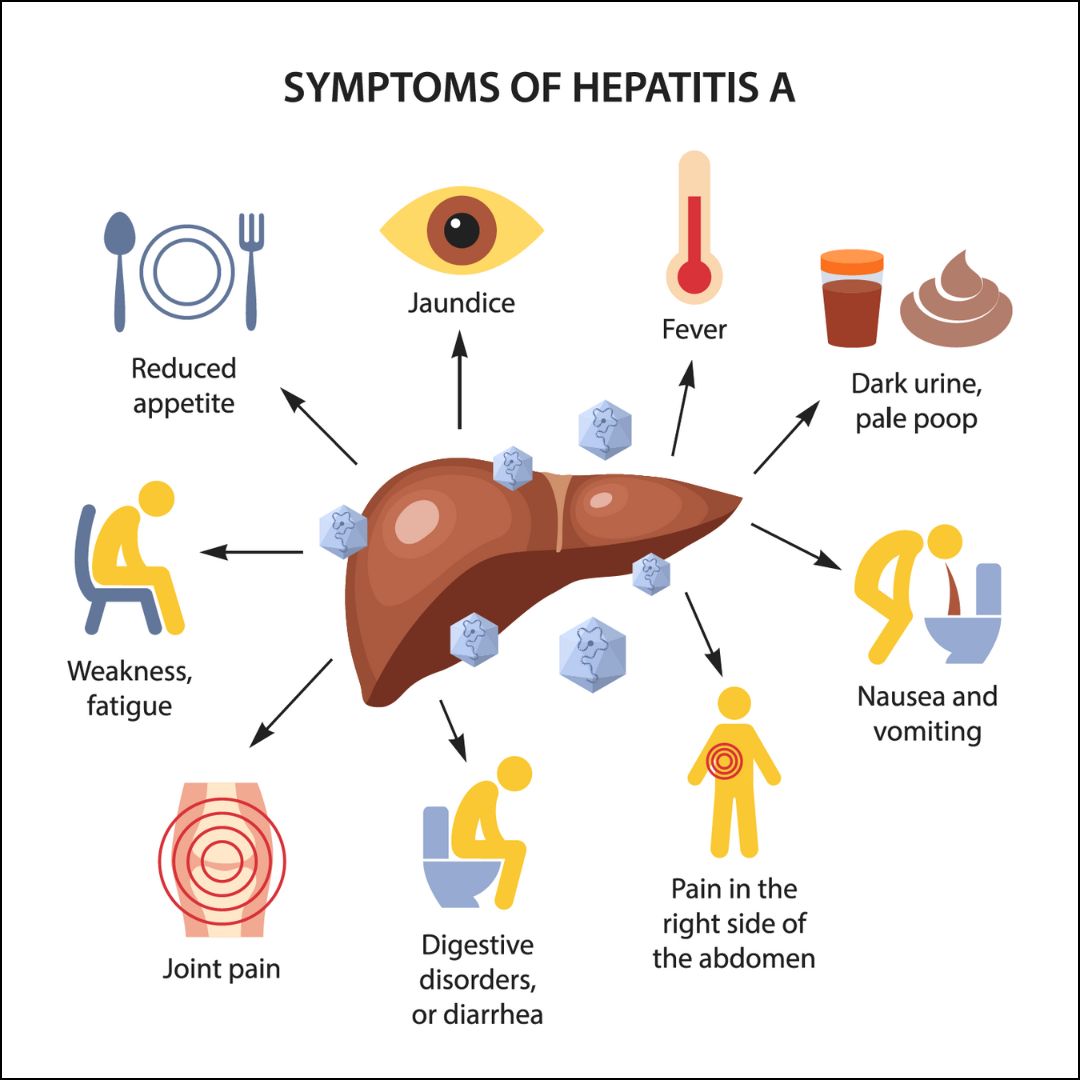 SYMPTOMS OF HEPATITIS A
Reduced
appetite
Jaundice
Fever
Dark urine,
pale poop
Weakness,
fatigue
Nausea and
vomiting
Joint pain
Digestive
disorders,
or diarrhea
Pain in the
right side of
the abdomen